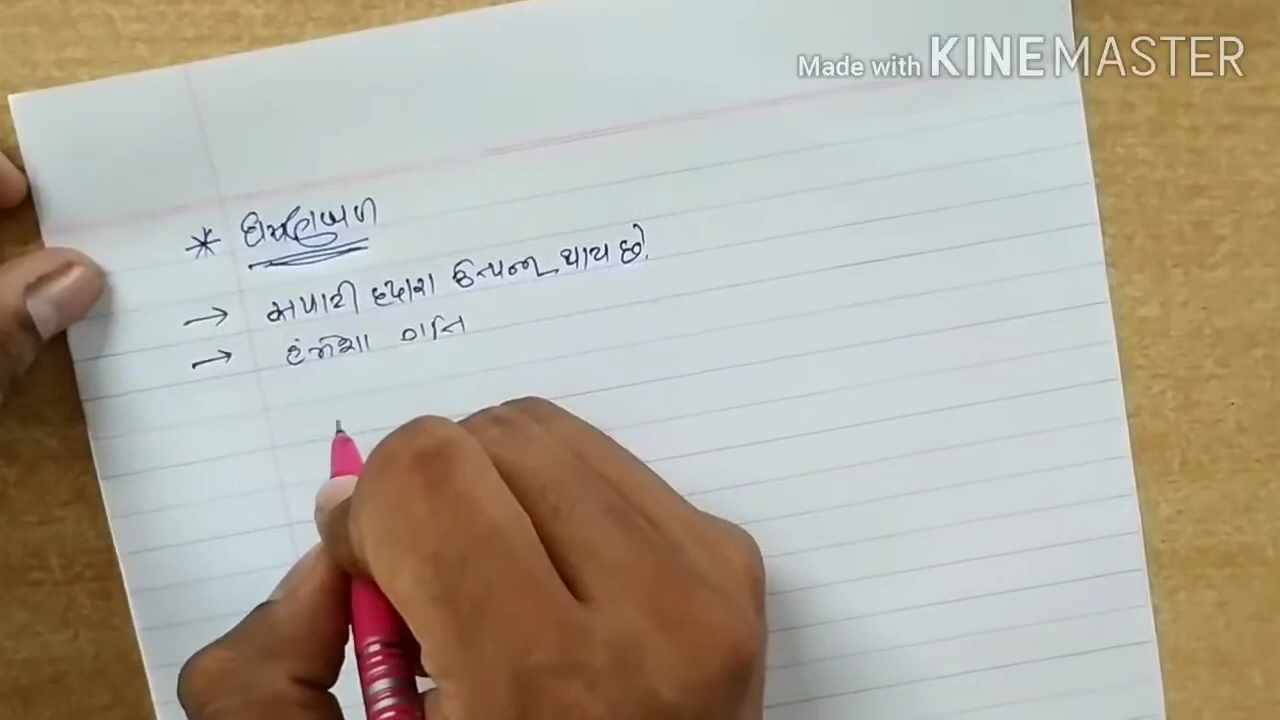 Made with KINEMASTER
* ઘર્ષણબળ
→ સપાટી દ્વારા ઉત્પન્ન થાય છે.
→ હંમેશા ગતિ